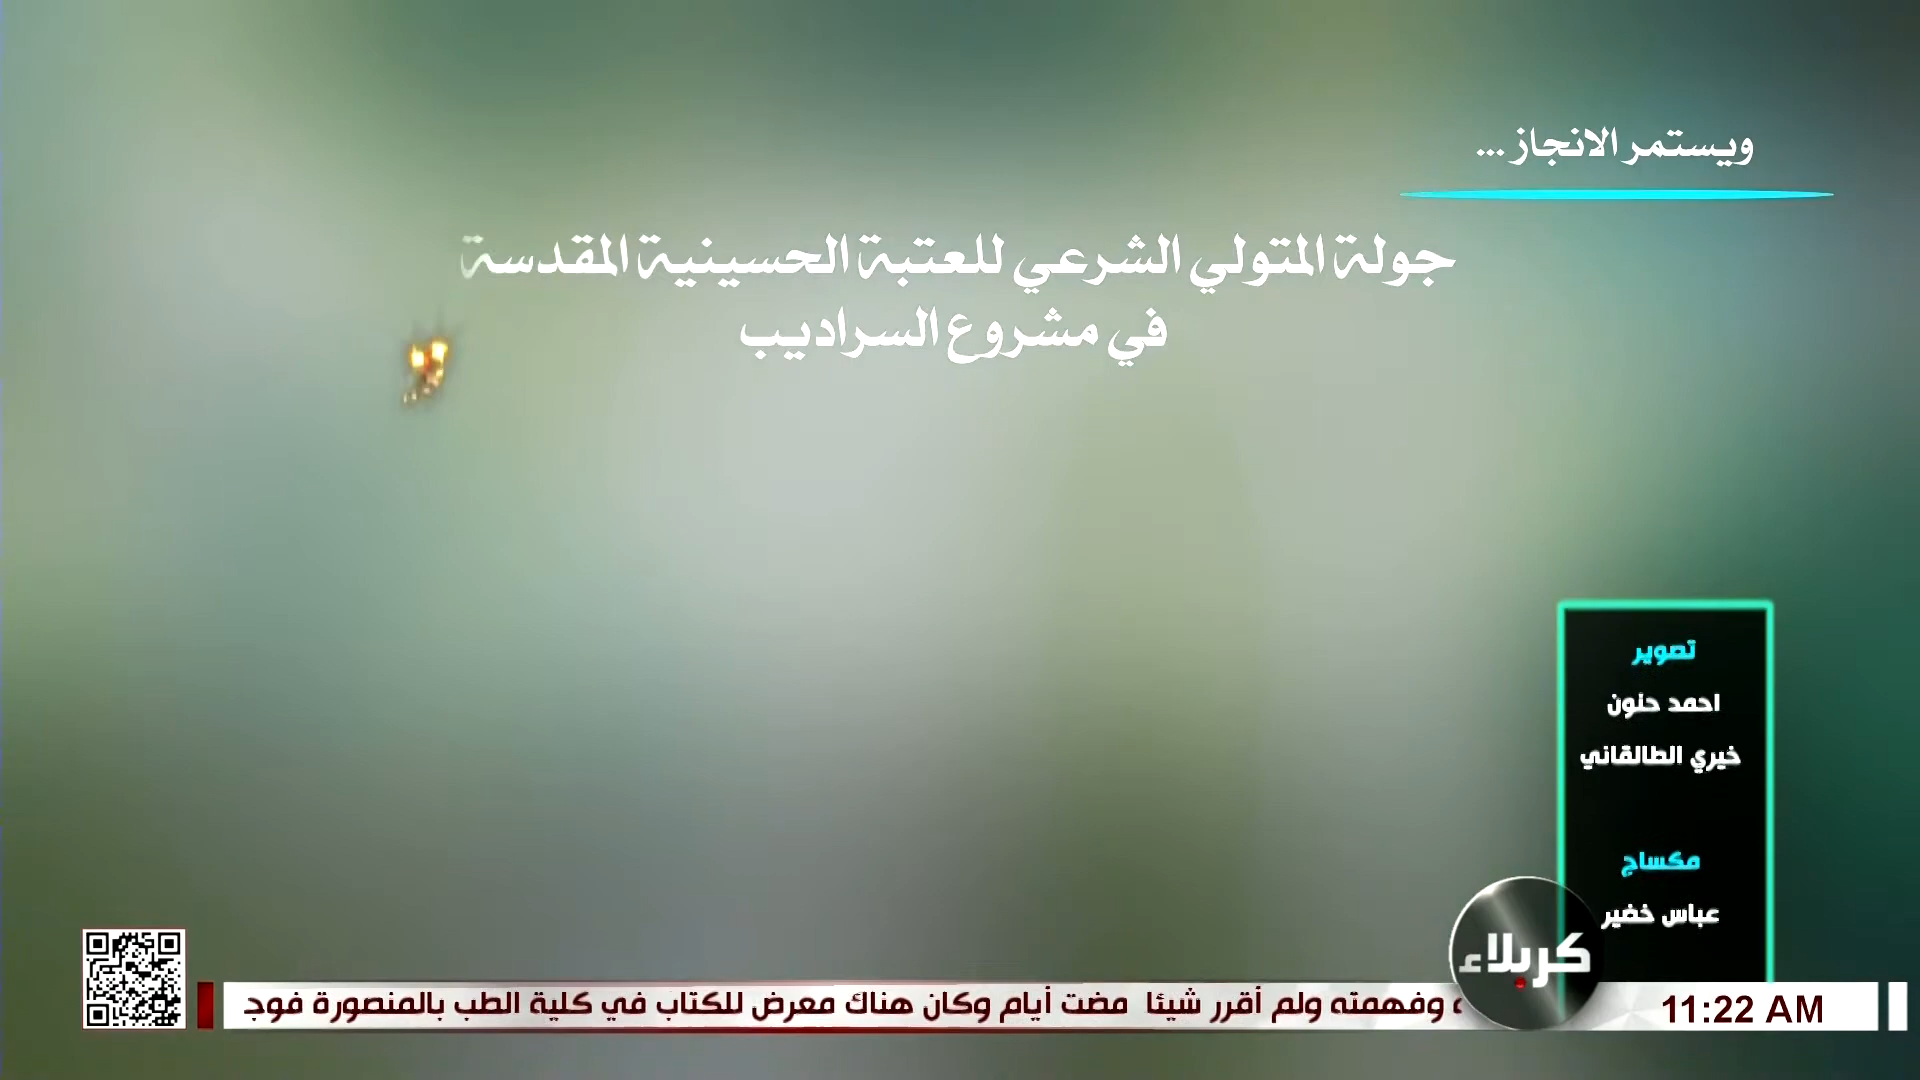 ويستمر الانجاز ...
جولة المتولي الشرعي للعتبة الحسينية المقدسة
في مشروع السراديب
تصوير
احمد حنون
خيري الطالقاني
مكساج
عباس خضير
كربلاء
وفهمته ولم أقرر شيئا مضت أيام وكان هناك معرض للكتاب في كلية الطب بالمنصورة فوج
11:22 AM